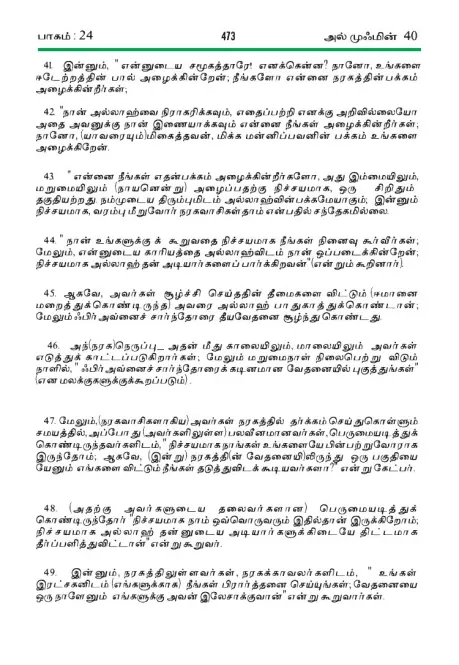 பாகம் : 24 473 அல் முஃமின் 40
41. இன்னும், "என்னுடைய சமூகத்தாரே! எனக்கென்ன? நானோ, உங்களை
ஈடேற்றத்தின் பால் அழைக்கின்றேன்; நீங்களோ என்னை நரகத்தின்பக்கம்
அழைக்கின்றீர்கள்;
42. "நான் அல்லாஹ்வை நிராகரிக்கவும், எதைப்பற்றி எனக்கு அறிவில்லையோ
அதை அவனுக்கு நான் இணையாக்கவும் என்னை நீங்கள் அழைக்கின்றீர்கள்;
நானோ, (யாவரையும்)மிகைத்தவன், மிக்க மன்னிப்பவனின் பக்கம் உங்களை
அழைக்கிறேன்.
43. "என்னை நீங்கள் எதன்பக்கம் அழைக்கின்றீர்களோ, அது இம்மையிலும்,
மறுமையிலும் (நாயனென்று) அழைப்பதற்கு நிச்சயமாக, ஒரு சிறிதும்
தகுதியற்றது. நம்முடைய திரும்புமிடம் அல்லாஹ்வின்பக்கமேயாகும்; இன்னும்
நிச்சயமாக, வரம்பு மீறுவோர் நரகவாசிகள்தாம் என்பதில் சந்தேகமில்லை.
44. "நான் உங்களுக்கு க் கூறுவதை நிச்சயமாக நீங்கள் நினைவு கூர்வீர்கள்;
மேலும், என்னுடைய காரியத்தை அல்லாஹ்விடம் நான் ஒப்படைக்கின்றேன்;
நிச்சயமாக அல்லாஹ் தன் அடியார்களைப் பார்க்கிறவன்"(என்றும் கூறினார்).
45. ஆகவே, அவர்கள் சூழ்ச்சி செய்ததின் தீமைகளை விட்டும் (ஈமானை
மறைத்துக்கொண்டிருந்த) அவரை அல்லாஹ் பாதுகாத்துக்கொண்டான்;
மேலும் ஃபிர்அவ்னைச் சார்ந்தோரை தீயவேதனை சூழ்ந்துகொண்டது.
46. அந்(நரக)நெருப்பு_ அதன் மீது காலையிலும், மாலையிலும் அவர்கள்
எடுத்துக் காட்டப்படுகிறார்கள்; மேலும் மறுமைநாள் நிலைபெற்று விடும்
நாளில், "ஃபிர்அவ்னைச் சார்ந்தோரைக் கடினமான வேதனையில் புகுத்துங்கள்"
(என மலக்குகளுக்குக்கூறப்படும்).
47. மேலும்,(நரகவாசிகளாகிய) அவர்கள் நரகத்தில் தர்க்கம் செய்துகொள்ளும்
சமயத்தில், அப்போது (அவர்களிலுள்ள) பலவீனமானவர்கள், பெருமையடித்துக்
கொண்டிருந்தவர்களிடம், "நிச்சயமாக நாங்கள் உங்களையே பின்பற்றுவோராக
இருந்தோம்; ஆகவே, (இன்று) நரகத்தி(ன் வேதனையி)லிருந்து ஒரு பகுதியை
யேனும் எங்களை விட்டும் நீங்கள் தடுத்துவிடக் கூடியவர்களா?" என்று கேட்பர்.
48. (அதற்கு அவர்களுடைய தலைவர்களான) பெருமையடித்துக்
கொண்டிருந்தோர் "நிச்சயமாக நாம் ஒவ்வொருவரும் இதில்தான் இருக்கிறோம்;
நிச்சயமாக அல்லாஹ் தன்னுடைய அடியார்களுக்கிடையே திட்டமாக
தீர்ப்பளித்துவிட்டான்" என்று கூறுவர்.
49. இன்னும், நரகத்திலுள்ளவர்கள், நரககாவலர்களிடம், " உங்கள்
இரட்சகனிடம் (எங்களுக்காக) நீங்கள் பிரார்த்தனை செய்யுங்கள்; வேதனையை
ஒருநாளேனும் எங்களுக்கு அவன் இலேசாக்குவான்" என்று கூறுவார்கள்.